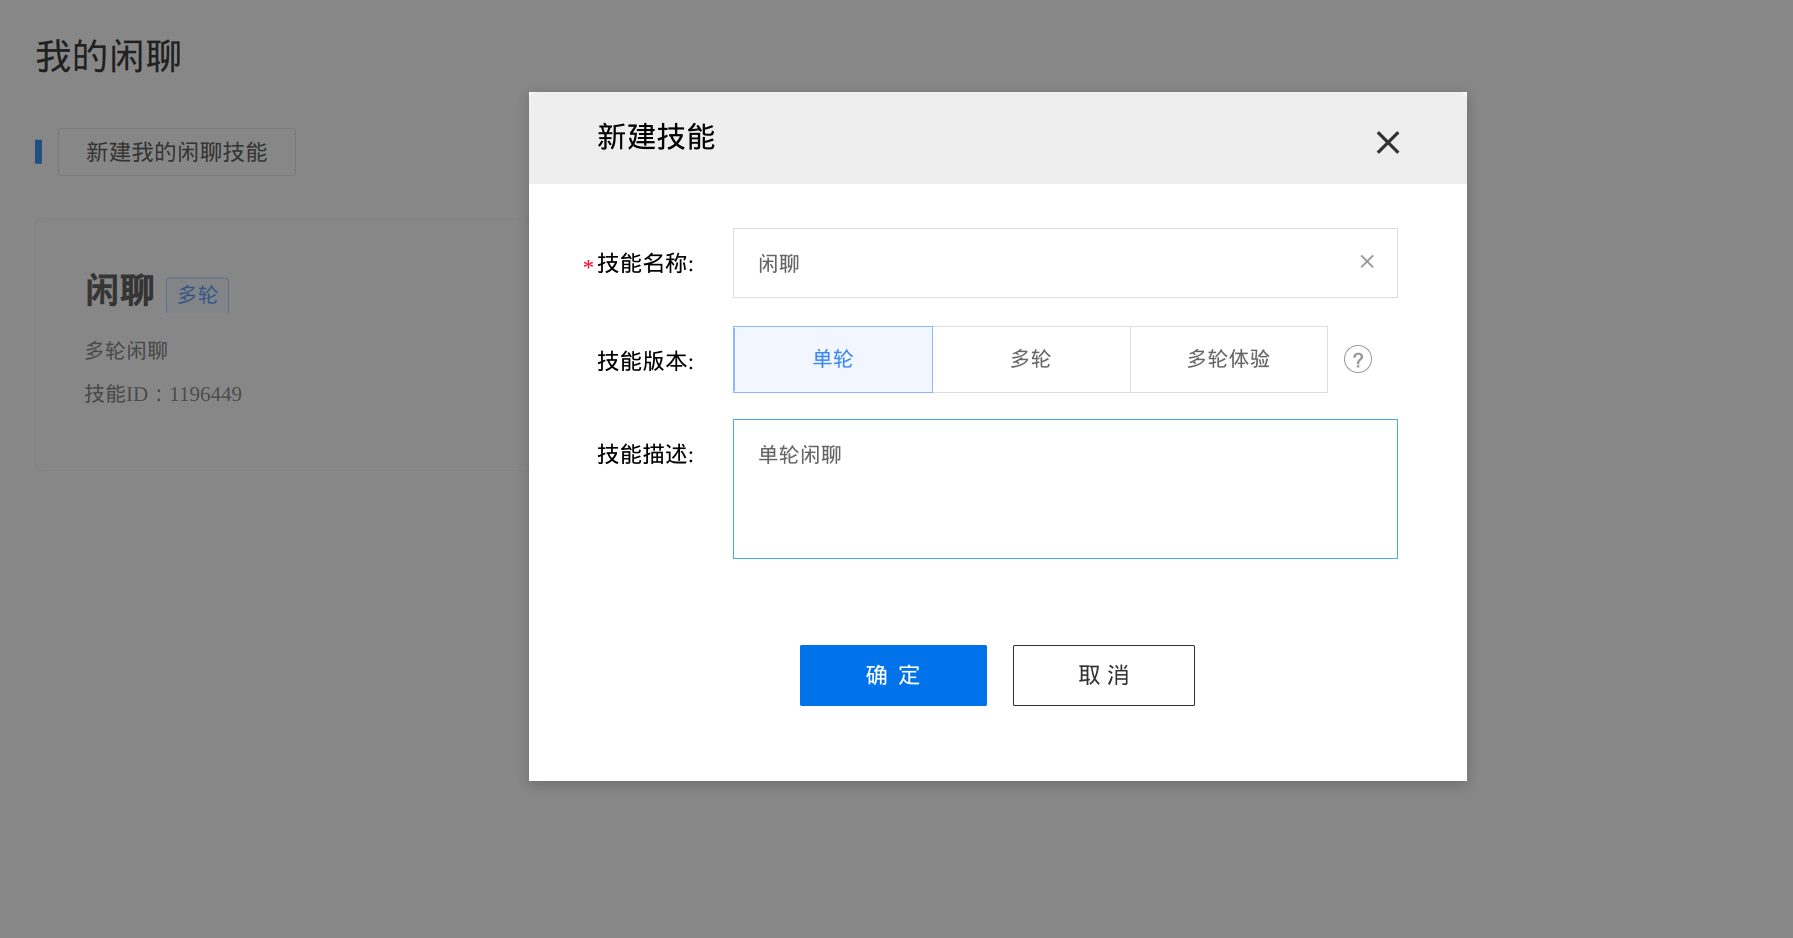 我的闲聊
新建我的闲聊技能
闲聊 多轮
多轮闲聊
技能ID：1196449
新建技能
*技能名称: 闲聊
技能版本: 单轮 多轮 多轮体验 ?
技能描述: 单轮闲聊
确 定 取 消